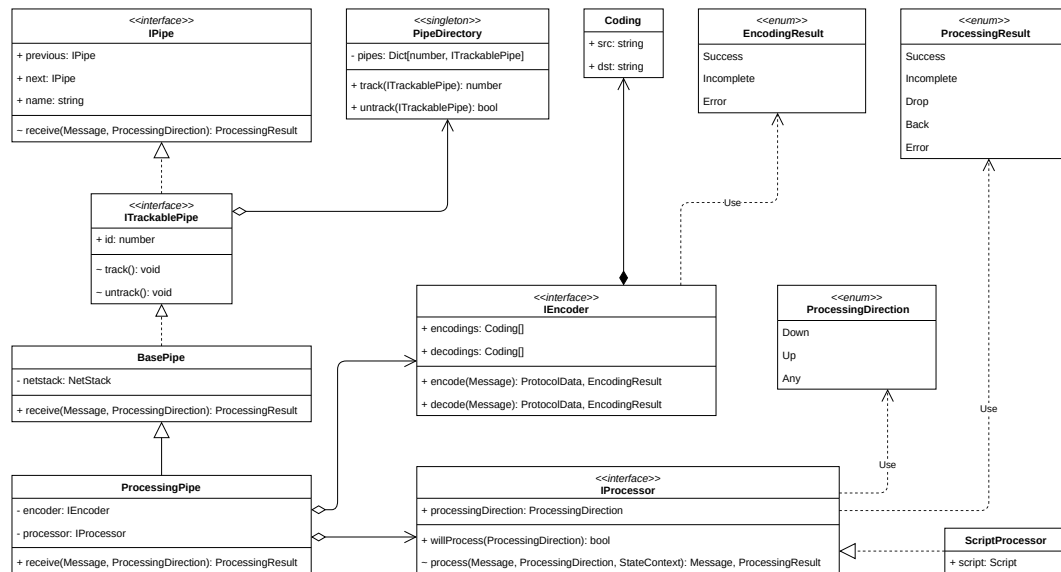 <<interface>>
IPipe
+ previous: IPipe
+ next: IPipe
+ name: string
~ receive(Message, ProcessingDirection): ProcessingResult
<<singleton>>
PipeDirectory
- pipes: Dict[number, ITrackablePipe]
+ track(ITrackablePipe): number
+ untrack(ITrackablePipe): bool
Coding
+ src: string
+ dst: string
<<enum>>
EncodingResult
Success
Incomplete
Error
<<enum>>
ProcessingResult
Success
Incomplete
Drop
Back
Error
<<interface>>
ITrackablePipe
+ id: number
~ track(): void
~ untrack(): void
Use
<<interface>>
IEncoder
+ encodings: Coding[]
+ decodings: Coding[]
+ encode(Message): ProtocolData, EncodingResult
+ decode(Message): ProtocolData, EncodingResult
<<enum>>
ProcessingDirection
Down
Up
Any
BasePipe
- netstack: NetStack
+ receive(Message, ProcessingDirection): ProcessingResult
Use
Use
ProcessingPipe
- encoder: IEncoder
- processor: IProcessor
+ receive(Message, ProcessingDirection): ProcessingResult
<<interface>>
IProcessor
+ processingDirection: ProcessingDirection
+ willProcess(ProcessingDirection): bool
~ process(Message, ProcessingDirection, StateContext): Message, ProcessingResult
ScriptProcessor
+ script: Script